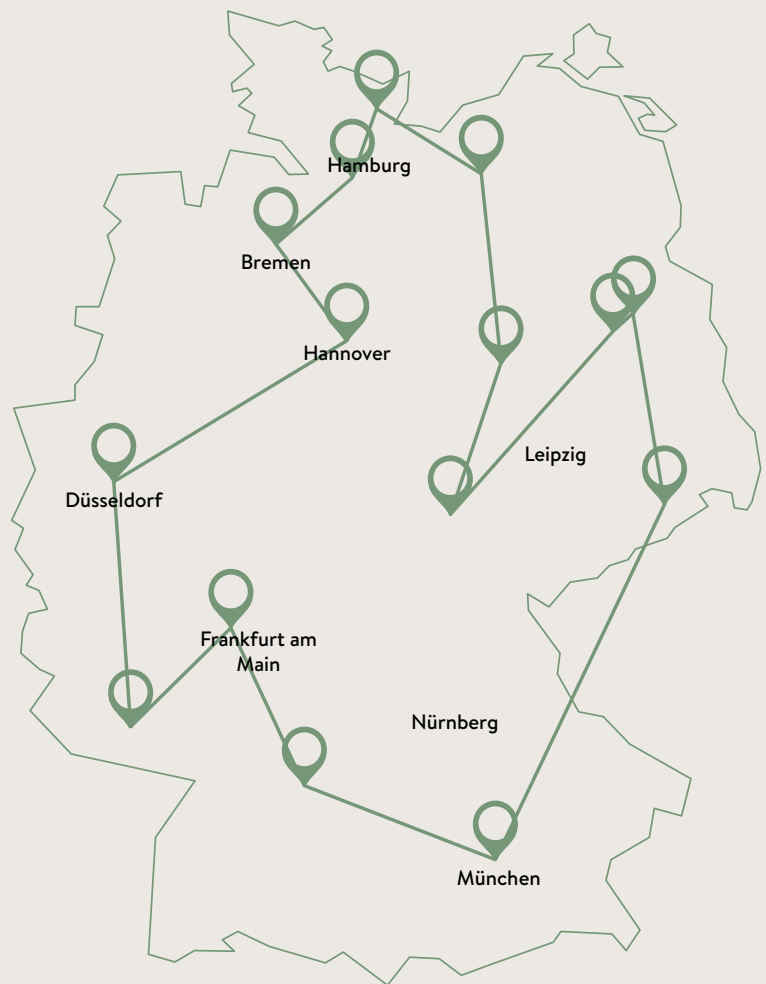 Hamburg
Bremen
Hannover
Leipzig
Düsseldorf
Frankfurt am
Main
Nürnberg
München